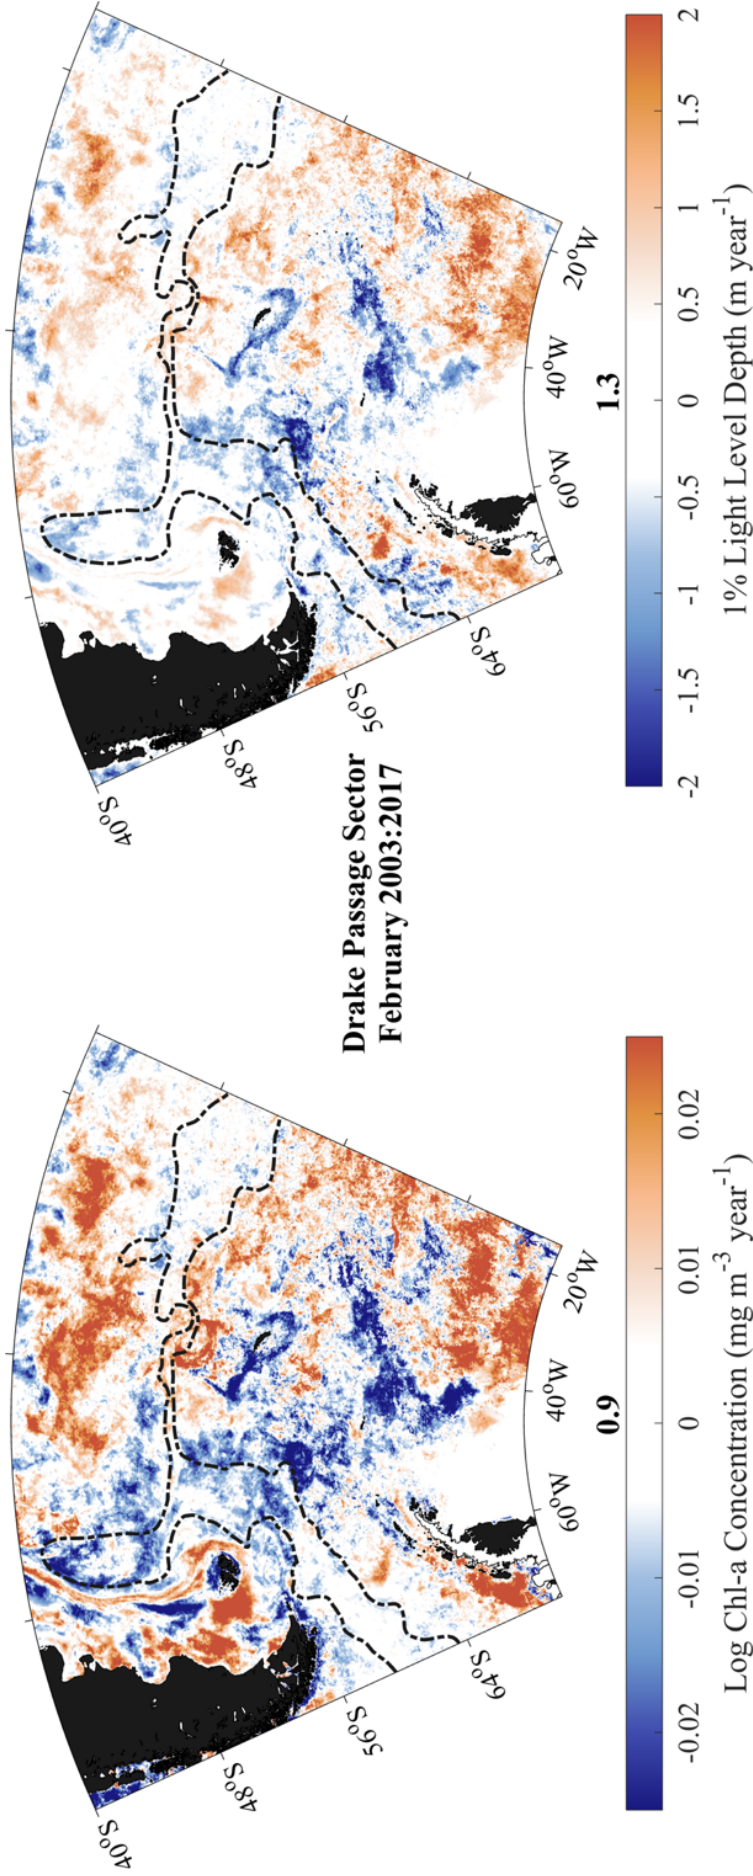 Drake Passage Sector
February 2003:2017
40°S
48°S
56°S
64°S
60°W
40°W
20°W
0.9
-0.02
-0.01
0
0.01
0.02
Log Chl-a Concentration (mg m⁻³ year⁻¹)
40°S
48°S
56°S
64°S
60°W
40°W
20°W
1.3
-2
-1.5
-1
-0.5
0
0.5
1
1.5
2
1% Light Level Depth (m year⁻¹)